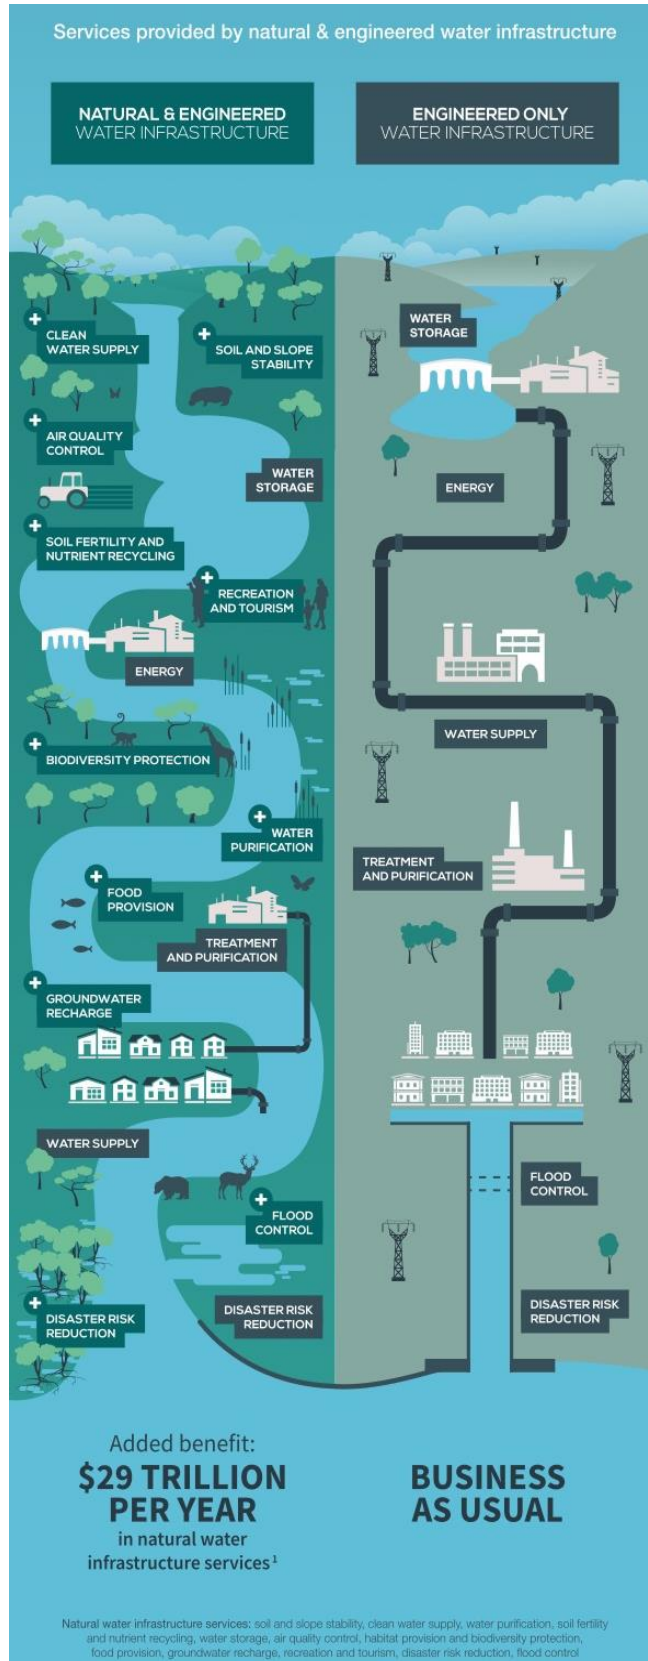 Services provided by natural & engineered water infrastructure
NATURAL & ENGINEERED
WATER INFRASTRUCTURE
ENGINEERED ONLY
WATER INFRASTRUCTURE
CLEAN
WATER SUPPLY
SOIL AND SLOPE
STABILITY
AIR QUALITY
CONTROL
WATER
STORAGE
SOIL FERTILITY AND
NUTRIENT RECYCLING
RECREATION
AND TOURISM
ENERGY
BIODIVERSITY PROTECTION
WATER
PURIFICATION
FOOD
PROVISION
TREATMENT
AND PURIFICATION
GROUNDWATER
RECHARGE
WATER SUPPLY
FLOOD
CONTROL
DISASTER RISK
REDUCTION
DISASTER RISK
REDUCTION
WATER
STORAGE
ENERGY
WATER SUPPLY
TREATMENT
AND PURIFICATION
FLOOD
CONTROL
DISASTER RISK
REDUCTION
Added benefit:
$29 TRILLION
PER YEAR
in natural water
infrastructure services¹
BUSINESS
AS USUAL
Natural water infrastructure services: soil and slope stability, clean water supply, water purification, soil fertility
and nutrient recycling, water storage, air quality control, habitat provision and biodiversity protection,
food provision, groundwater recharge, recreation and tourism, disaster risk reduction, flood control